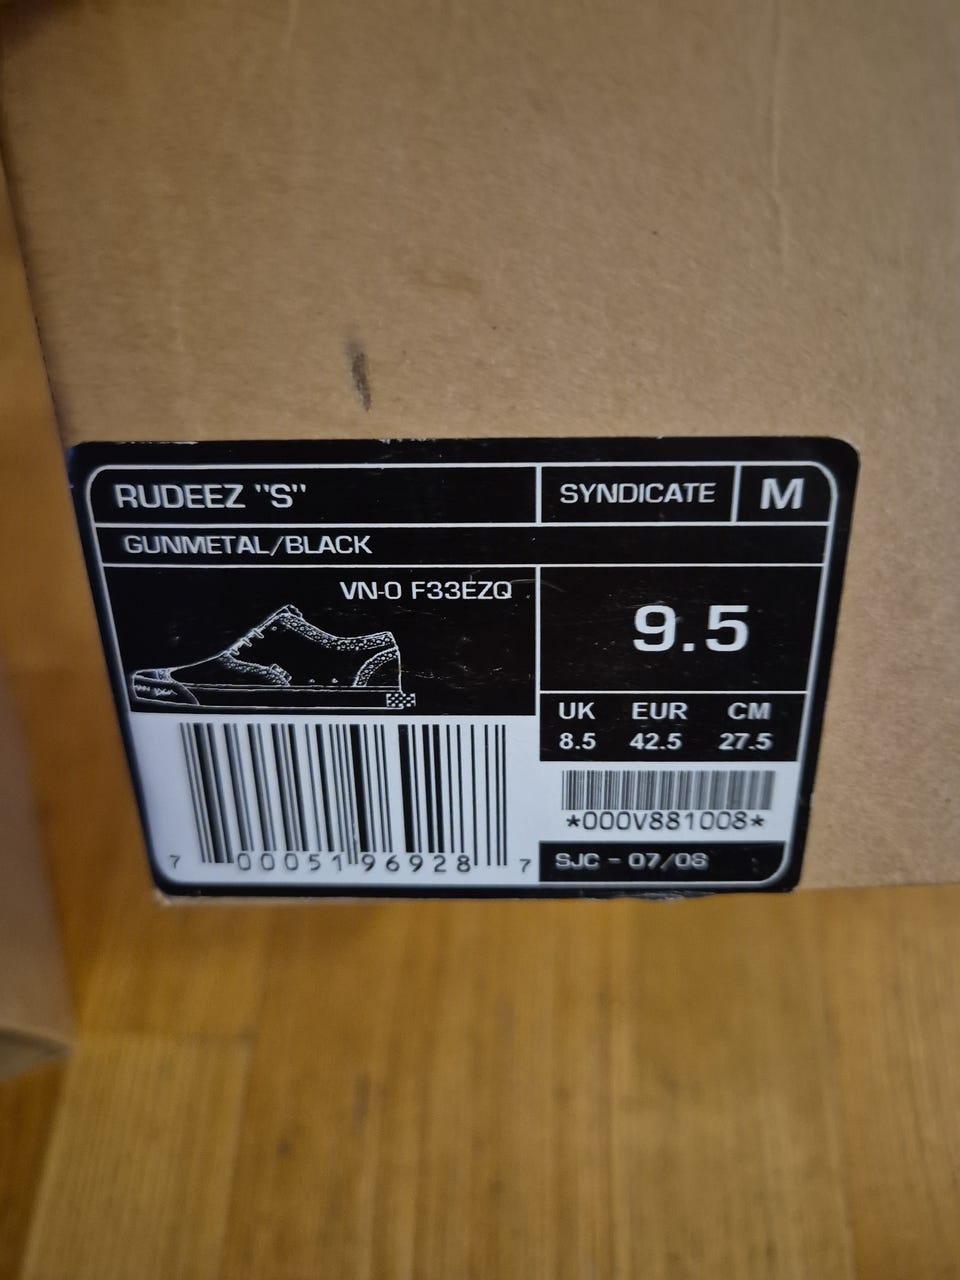 RUDEEZ "S"
SYNDICATE
M
GUNMETAL/BLACK
VN-0 F33EZQ
9.5
UK EUR CM
8.5 42.5 27.5
*000V881008*
7 00051 96928 7
SJC - 07/08